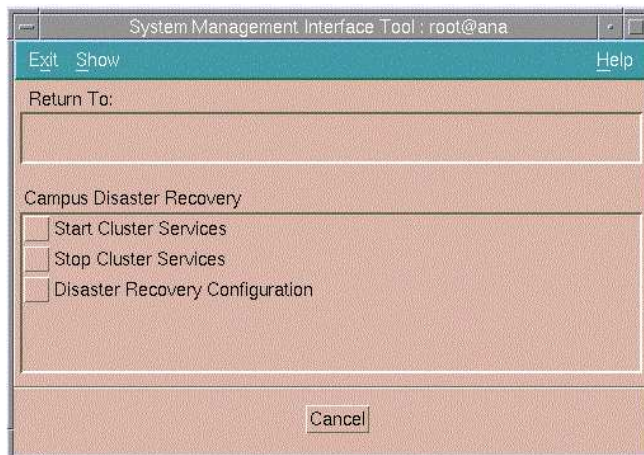 System Management Interface Tool : root@ana
Exit Show Help
Return To:
Campus Disaster Recovery
Start Cluster Services
Stop Cluster Services
Disaster Recovery Configuration
Cancel